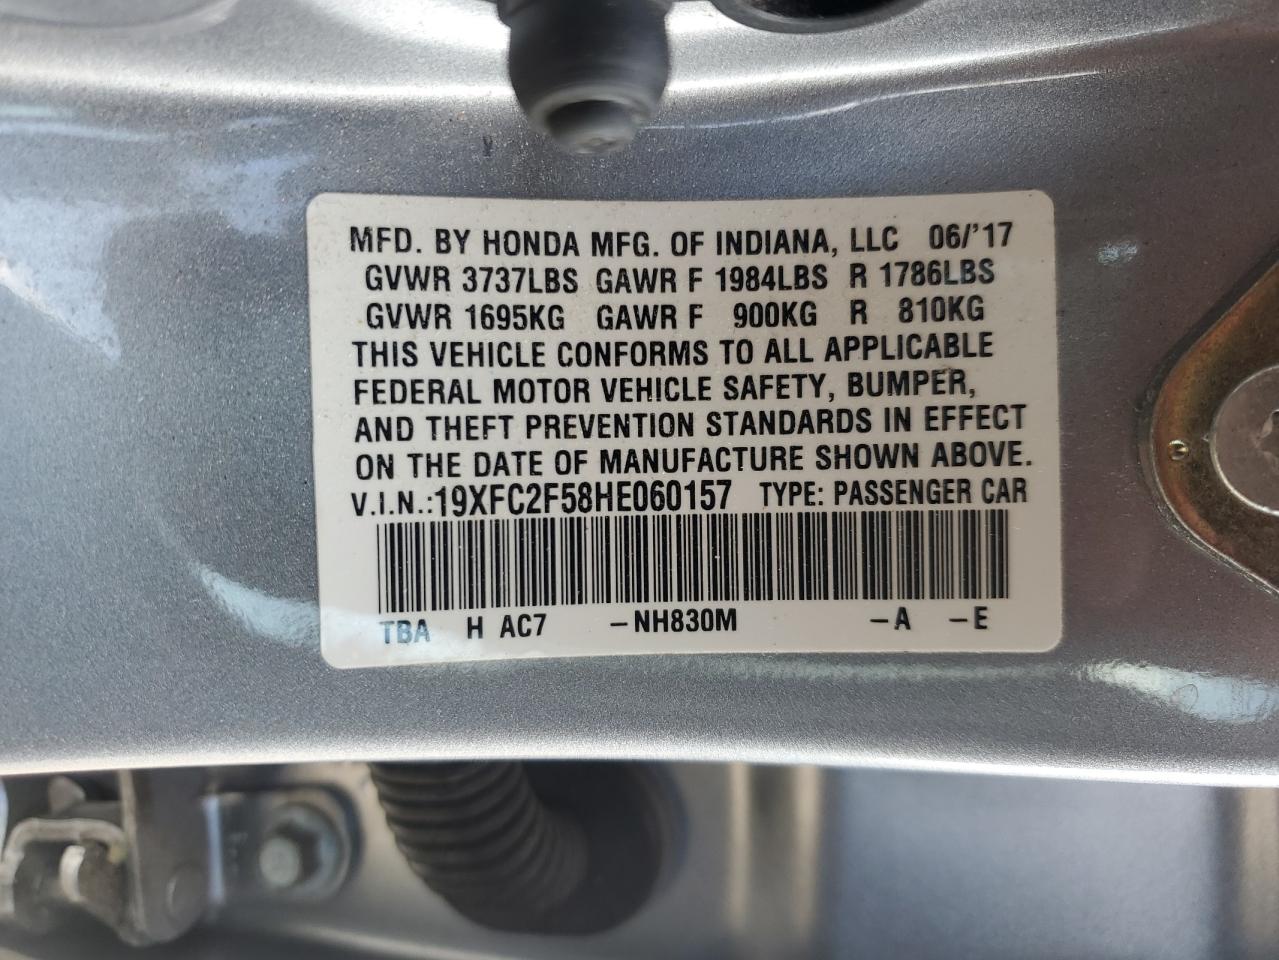 MFD. BY HONDA MFG. OF INDIANA, LLC 06/'17
GVWR 3737LBS GAWR F 1984LBS R 1786LBS
GVWR 1695KG GAWR F 900KG R 810KG
THIS VEHICLE CONFORMS TO ALL APPLICABLE
FEDERAL MOTOR VEHICLE SAFETY, BUMPER,
AND THEFT PREVENTION STANDARDS IN EFFECT
ON THE DATE OF MANUFACTURE SHOWN ABOVE.
V.I.N.:19XFC2F58HE060157 TYPE: PASSENGER CAR
TBA H AC7 –NH830M –A –E